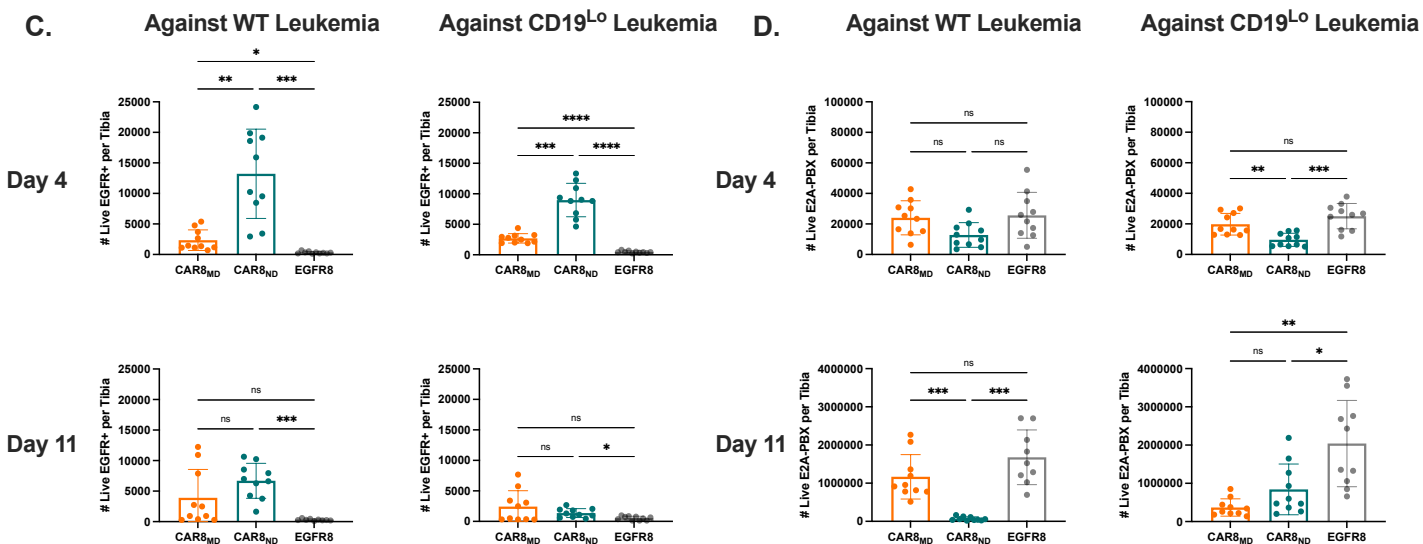 C.
Against WT Leukemia
Against CD19Lo Leukemia
D.
Against WT Leukemia
Against CD19Lo Leukemia
Day 4
# Live EGFR+ per Tibia
25000
20000
15000
10000
5000
0
*
**
***
CAR8MD
CAR8ND
EGFR8
# Live EGFR+ per Tibia
25000
20000
15000
10000
5000
0
****
***
****
CAR8MD
CAR8ND
EGFR8
Day 4
# Live E2A-PBX per Tibia
100000
80000
60000
40000
20000
0
ns
ns
ns
CAR8MD
CAR8ND
EGFR8
# Live E2A-PBX per Tibia
100000
80000
60000
40000
20000
0
ns
**
***
CAR8MD
CAR8ND
EGFR8
Day 11
# Live EGFR+ per Tibia
25000
20000
15000
10000
5000
0
ns
ns
***
CAR8MD
CAR8ND
EGFR8
# Live EGFR+ per Tibia
25000
20000
15000
10000
5000
0
ns
ns
*
CAR8MD
CAR8ND
EGFR8
Day 11
# Live E2A-PBX per Tibia
4000000
3000000
2000000
1000000
0
ns
***
***
CAR8MD
CAR8ND
EGFR8
# Live E2A-PBX per Tibia
4000000
3000000
2000000
1000000
0
**
ns
*
CAR8MD
CAR8ND
EGFR8